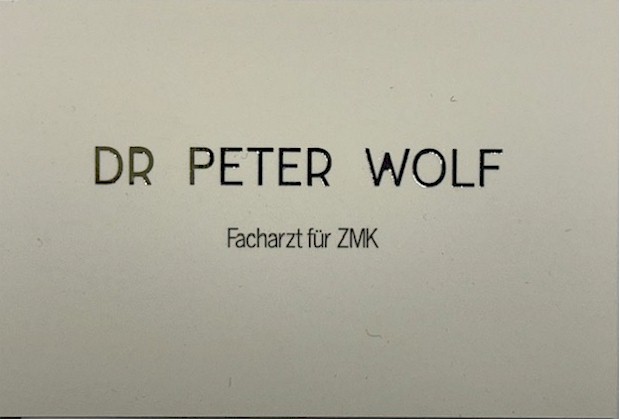 DR PETER WOLF
Facharzt für ZMK